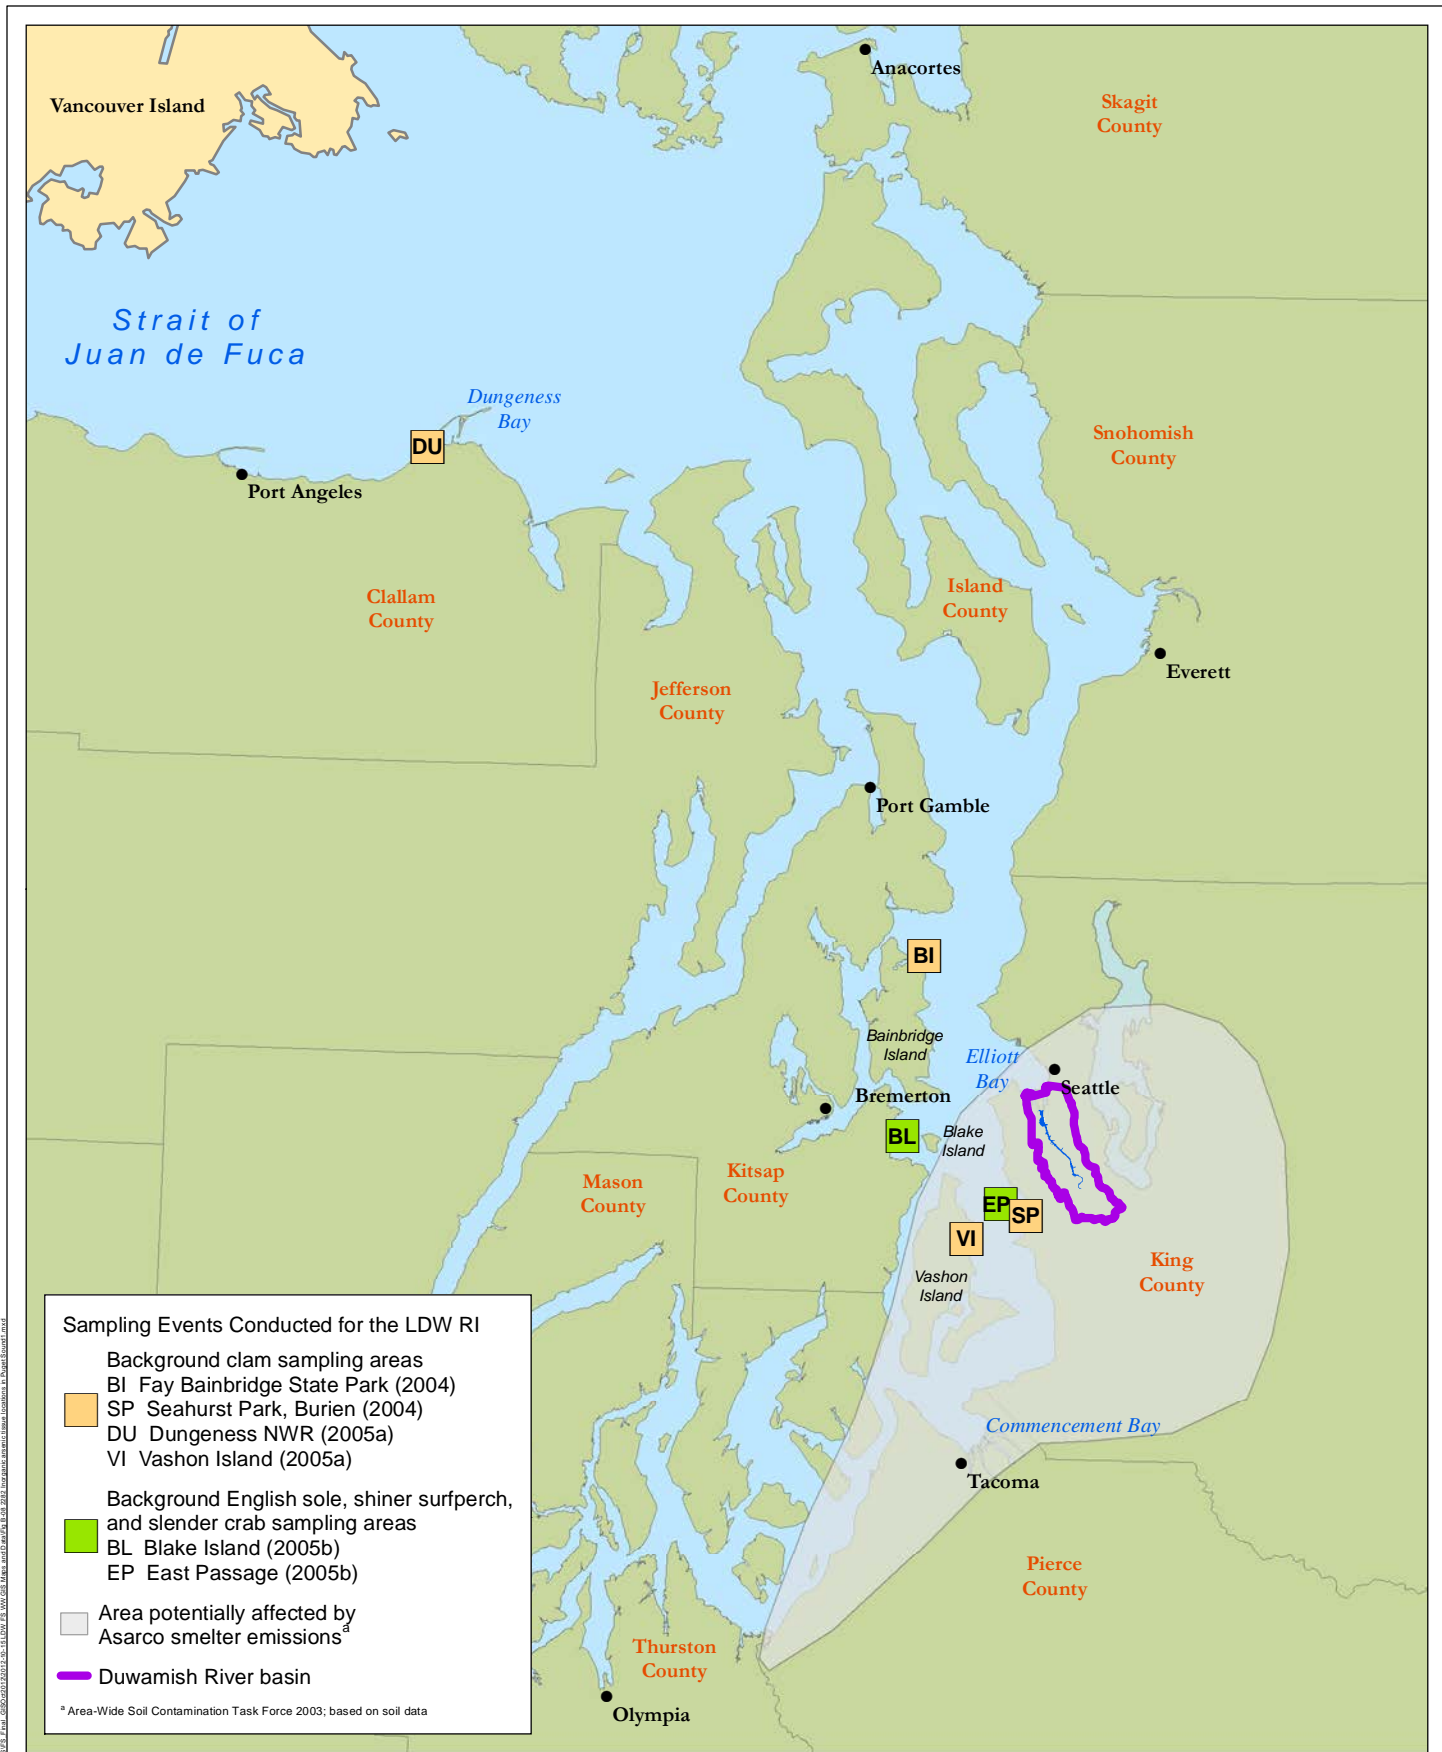 Anacortes
Vancouver Island
Skagit
County
Strait of
Juan de Fuca
Dungeness
Bay
DU
Port Angeles
Snohomish
County
Clallam
County
Island
County
Everett
Jefferson
County
Port Gamble
BI
Bainbridge
Island
Elliott
Bay
Seattle
Bremerton
BL
Blake
Island
Mason
County
Kitsap
County
EP
SP
VI
King
County
Vashon
Island
Commencement Bay
Tacoma
Pierce
County
Thurston
County
Olympia
Sampling Events Conducted for the LDW RI
Background clam sampling areas
BI Fay Bainbridge State Park (2004)
SP Seahurst Park, Burien (2004)
DU Dungeness NWR (2005a)
VI Vashon Island (2005a)
Background English sole, shiner surfperch,
and slender crab sampling areas
BL Blake Island (2005b)
EP East Passage (2005b)
Area potentially affected by
Asarco smelter emissionsª
Duwamish River basin
ª Area-Wide Soil Contamination Task Force 2003; based on soil data